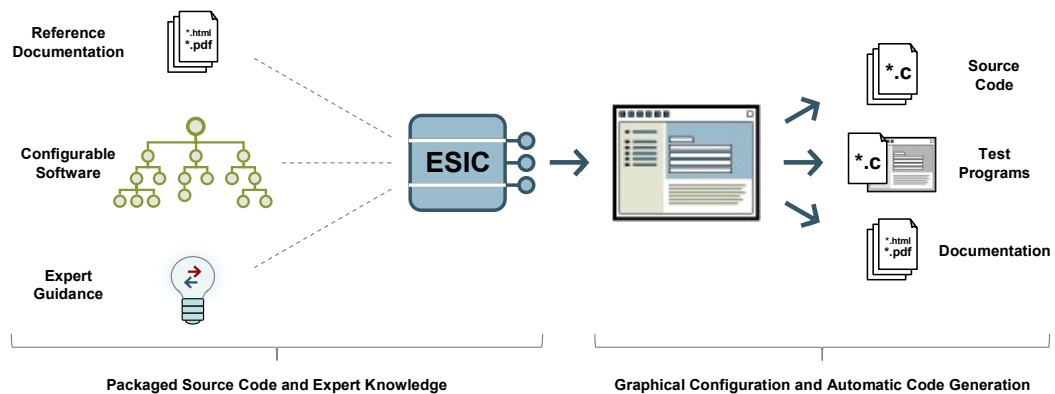 Reference
Documentation
*.html
*.pdf
Configurable
Software
Expert
Guidance
ESIC
*.c
Source
Code
*.c
Test
Programs
*.html
*.pdf
Documentation
Packaged Source Code and Expert Knowledge
Graphical Configuration and Automatic Code Generation